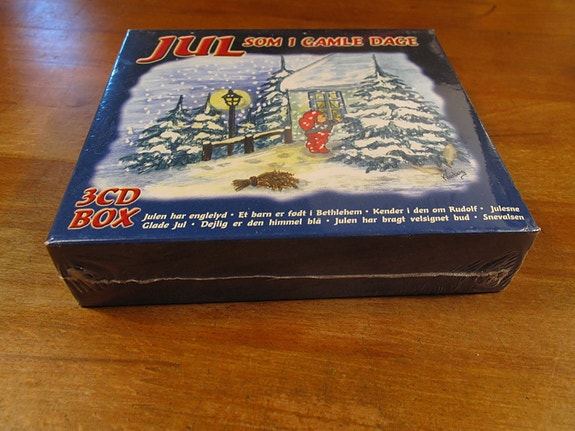 JUL SOM I GAMLE DAGE
3CD
BOX
Julen har englelyd • Et barn er født i Bethlehem • Kender i den om Rudolf • Julesne
Glade Jul • Dejlig er den himmel blå • Julen har bragt velsignet bud • Snevalsen